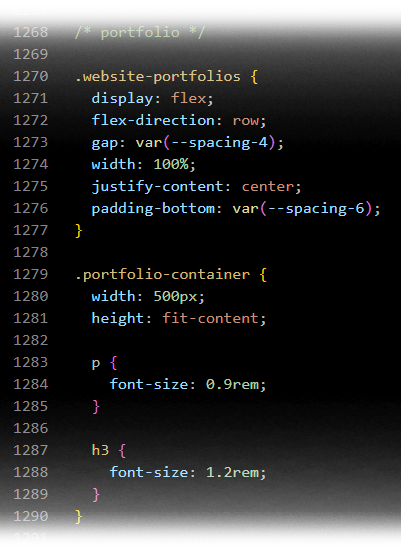 1268 /* portfolio */
1269
1270 .website-portfolios {
1271   display: flex;
1272   flex-direction: row;
1273   gap: var(--spacing-4);
1274   width: 100%;
1275   justify-content: center;
1276   padding-bottom: var(--spacing-6);
1277 }
1278
1279 .portfolio-container {
1280   width: 500px;
1281   height: fit-content;
1282
1283   p {
1284     font-size: 0.9rem;
1285   }
1286
1287   h3 {
1288     font-size: 1.2rem;
1289   }
1290 }